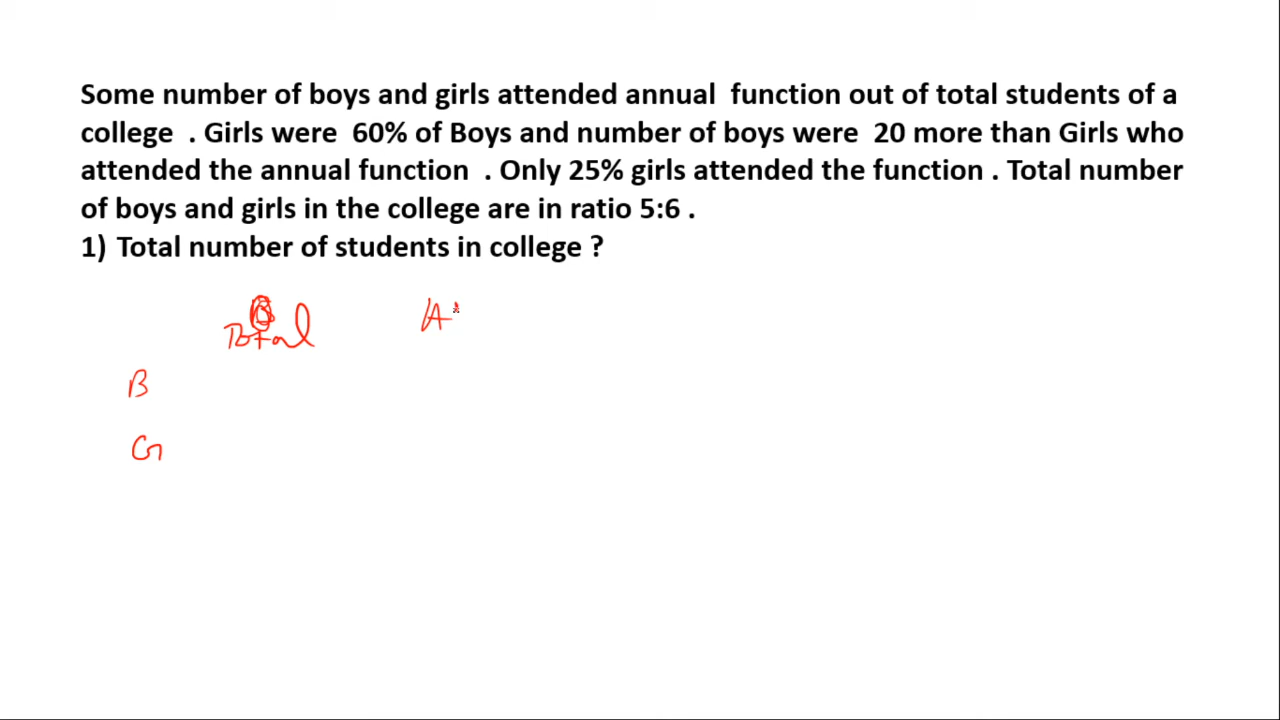 Some number of boys and girls attended annual function out of total students of a
college . Girls were 60% of Boys and number of boys were 20 more than Girls who
attended the annual function . Only 25% girls attended the function . Total number
of boys and girls in the college are in ratio 5:6 .
1) Total number of students in college ?
Total A
B
G